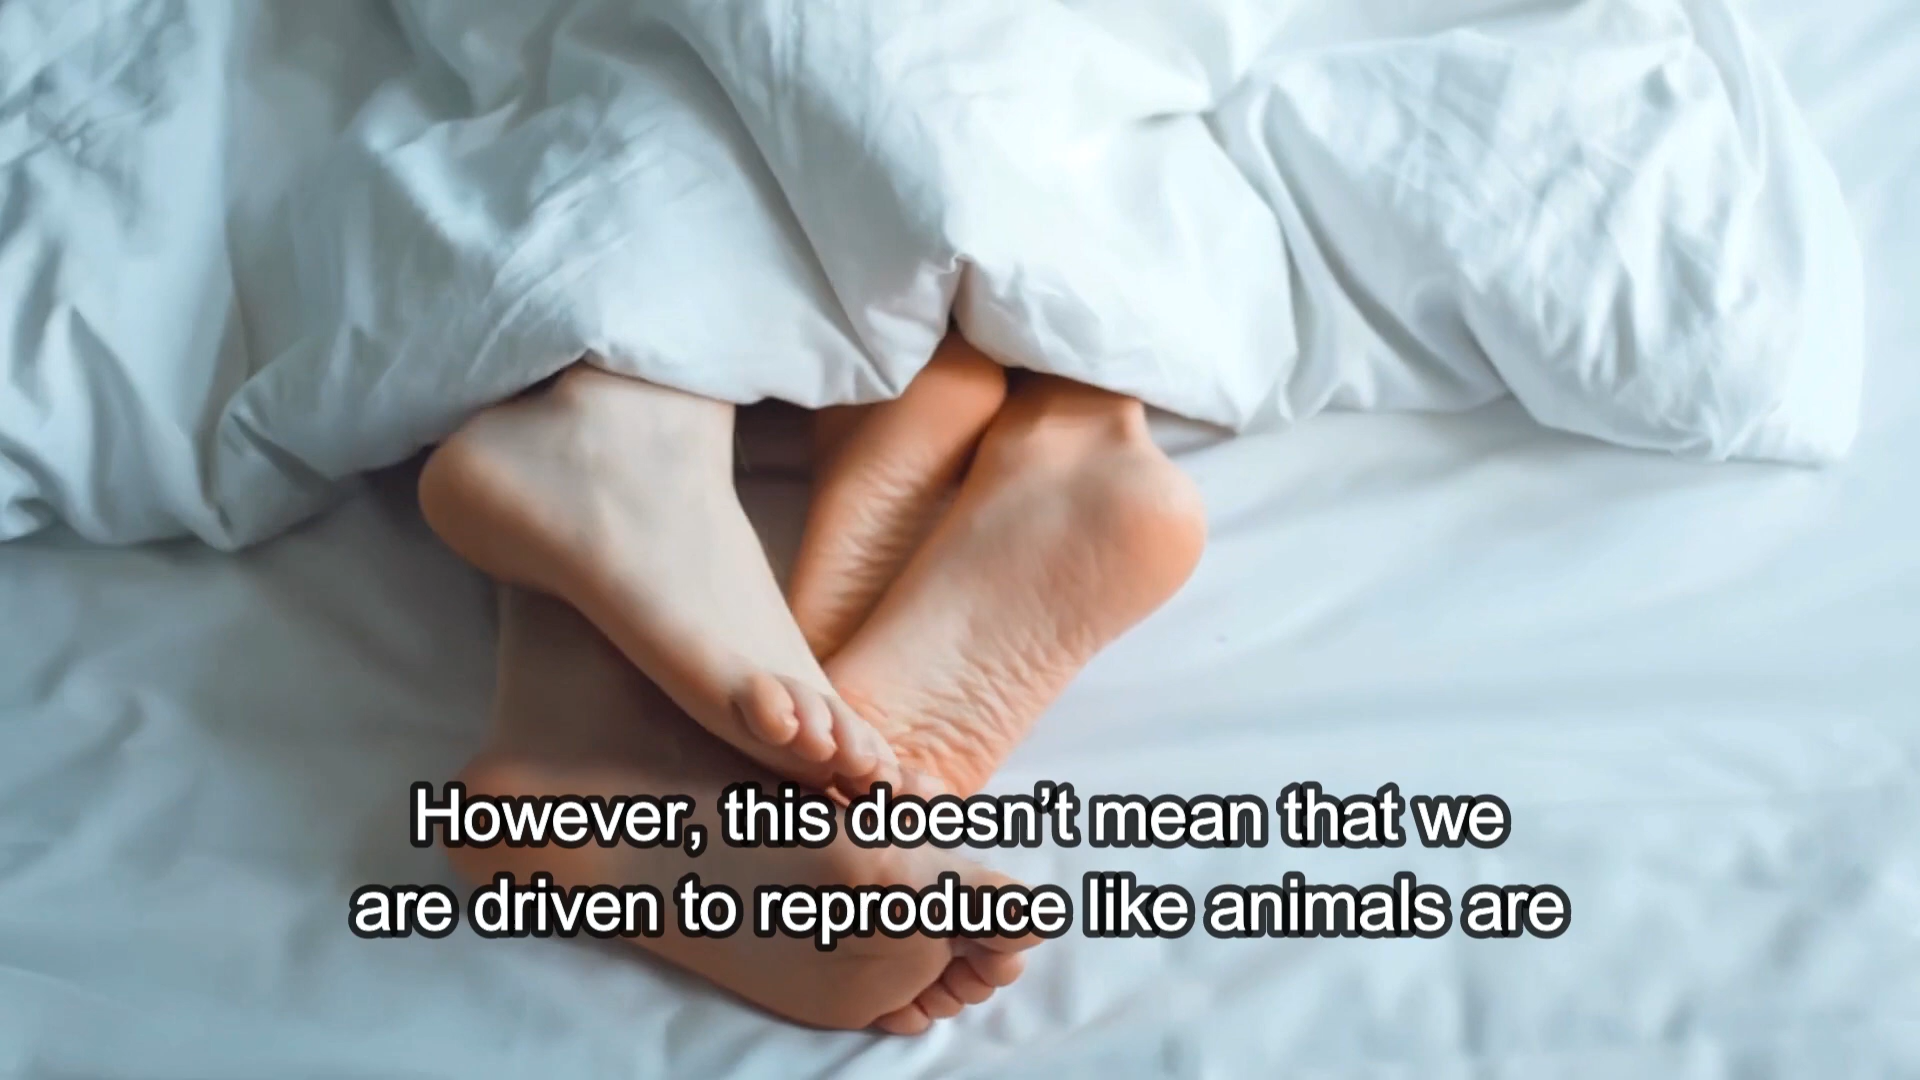 However, this doesn’t mean that we
are driven to reproduce like animals are